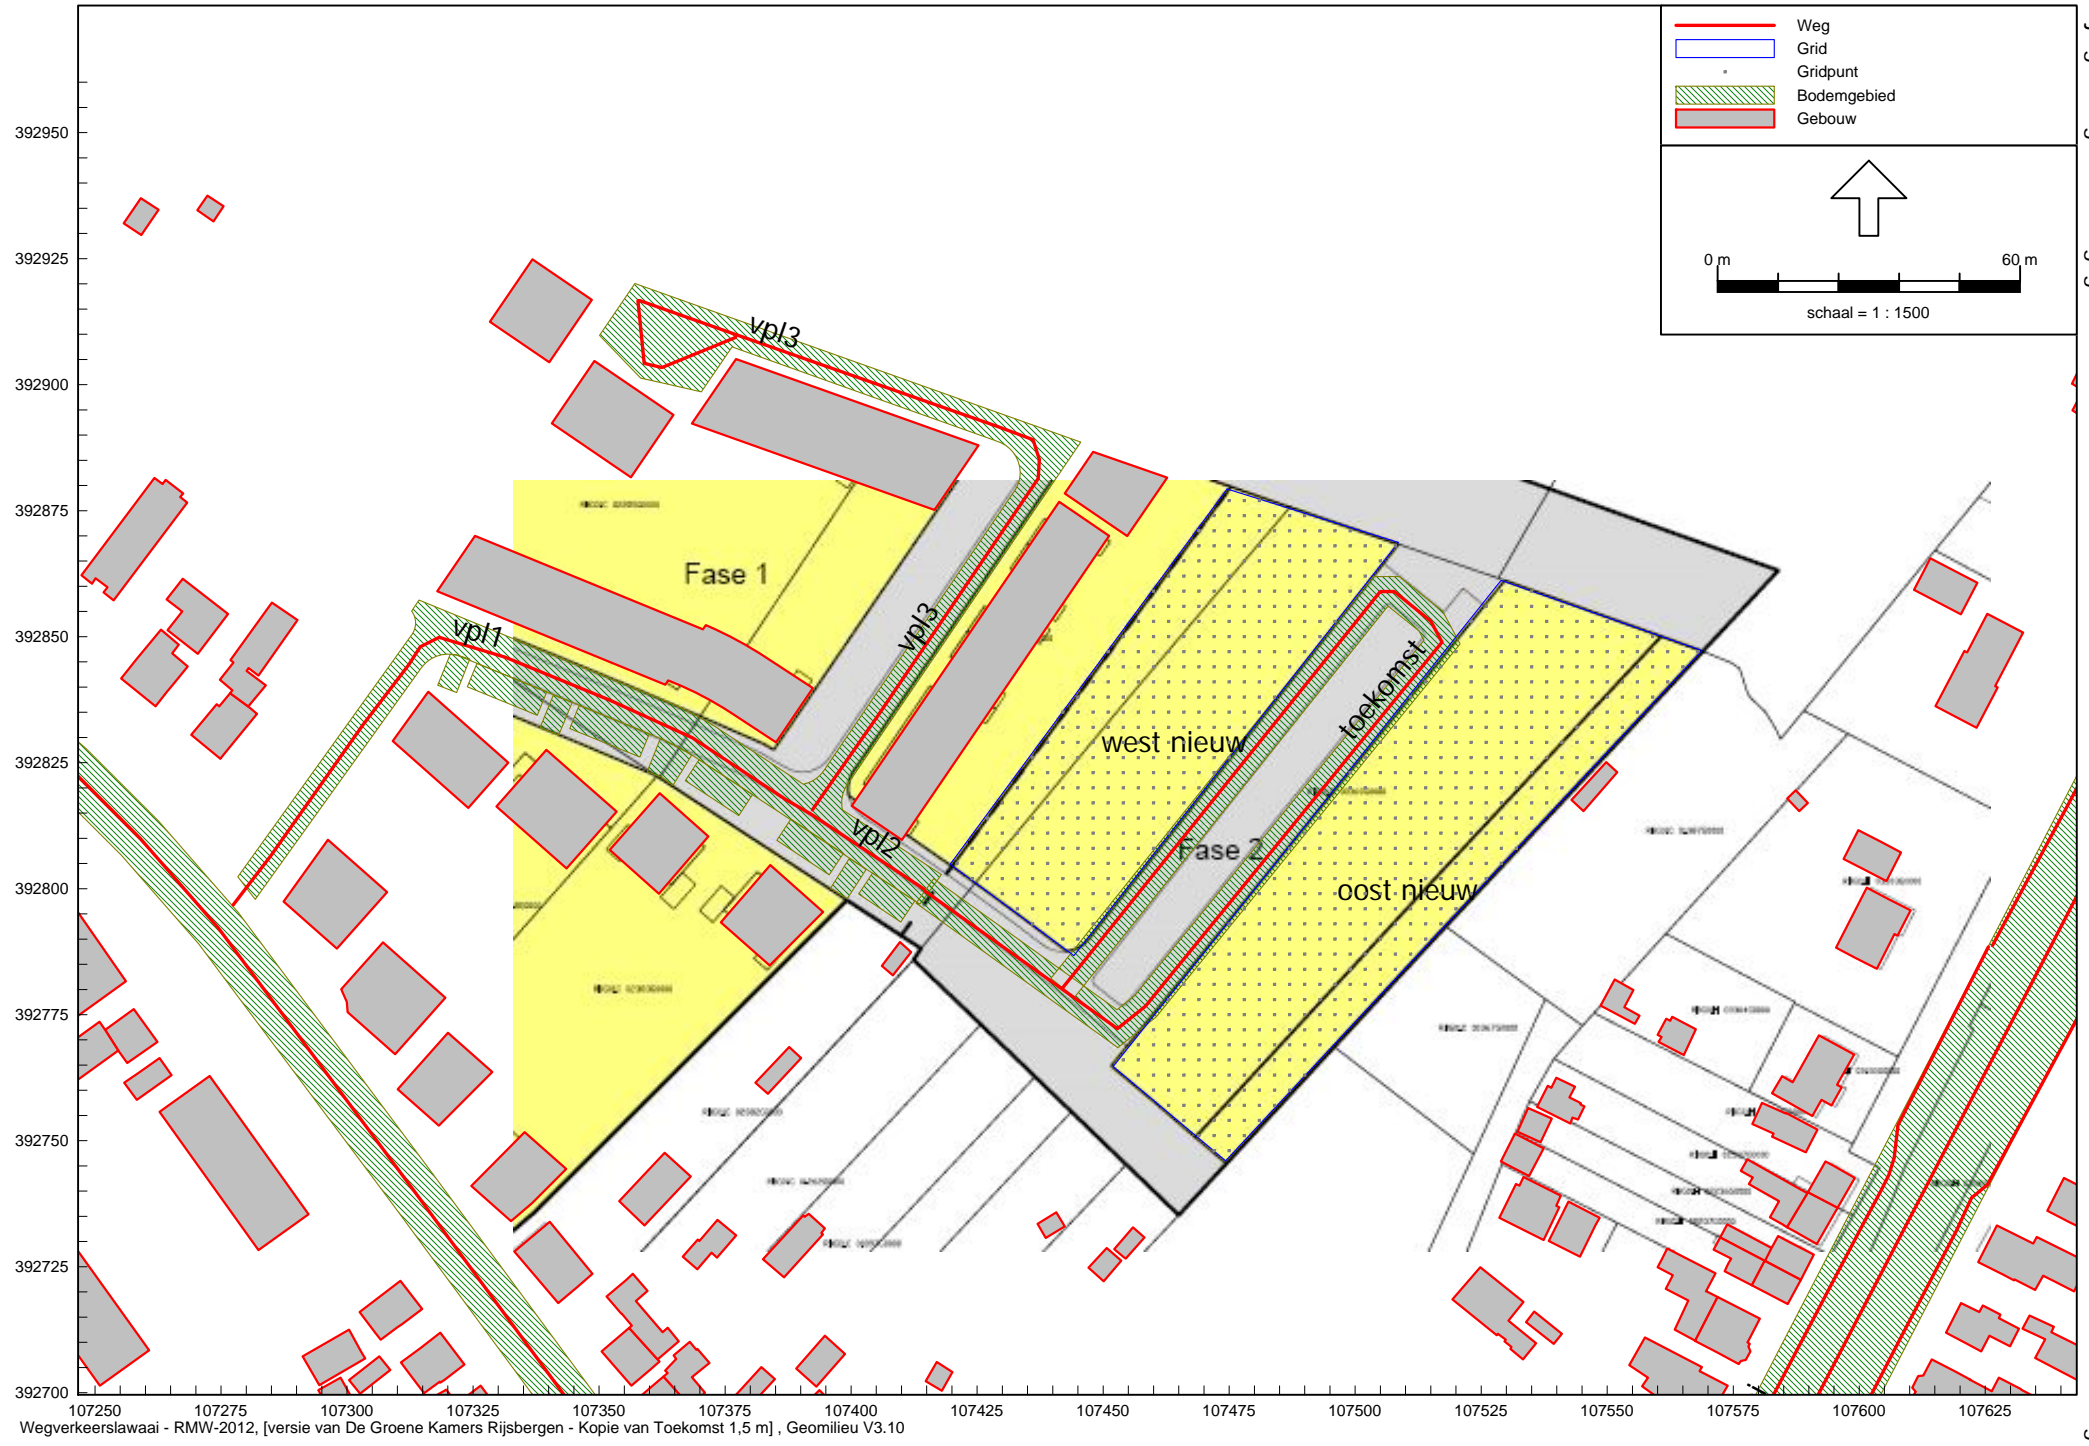 Weg
Grid
Gridpunt
Bodemgebied
Gebouw
0 m 60 m
schaal = 1 : 1500
392950
392925
392900
392875
392850
392825
392800
392775
392750
392725
392700
vpl3
Fase 1
vpl1
vpl3
toekomst
west nieuw
vpl2
Fase 2
oost nieuw
107250 107275 107300 107325 107350 107375 107400 107425 107450 107475 107500 107525 107550 107575 107600 107625
Wegverkeerslawaai - RMW-2012, [versie van De Groene Kamers Rijsbergen - Kopie van Toekomst 1,5 m] , Geomilieu V3.10